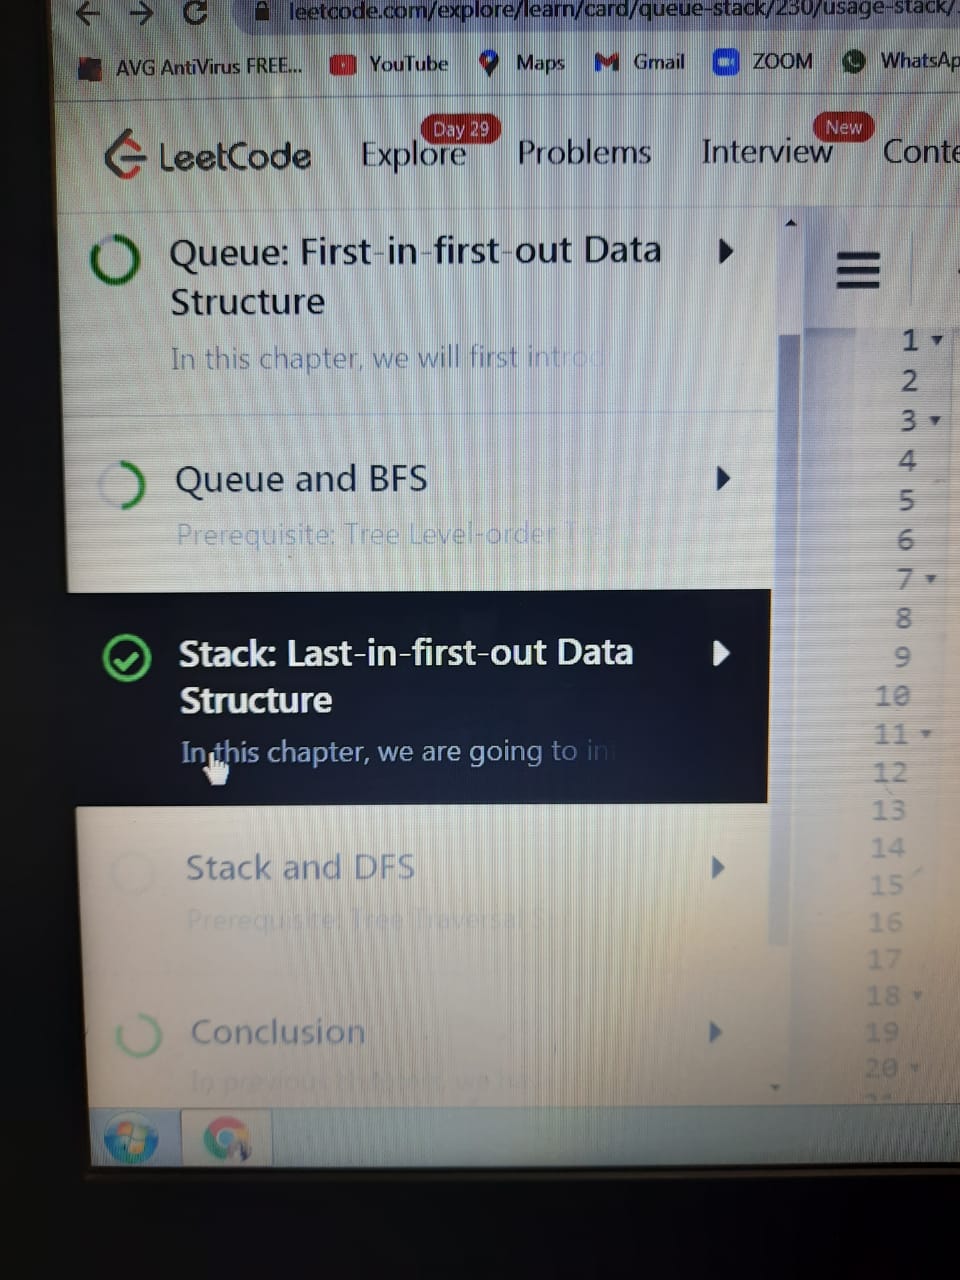 leetcode.com/explore/learn/card/queue-stack/230/usage-stack/
AVG AntiVirus FREE... YouTube Maps Gmail ZOOM WhatsAp
LeetCode Explore Day 29 Problems Interview New Conte
Queue: First-in-first-out Data
Structure
In this chapter, we will first introd
Queue and BFS
Prerequisite: Tree Level-order T
Stack: Last-in-first-out Data
Structure
In this chapter, we are going to in
Stack and DFS
Prerequisite: Tree Traversal
Conclusion
In previous
1
2
3
4
5
6
7
8
9
10
11
12
13
14
15
16
17
18
19
20